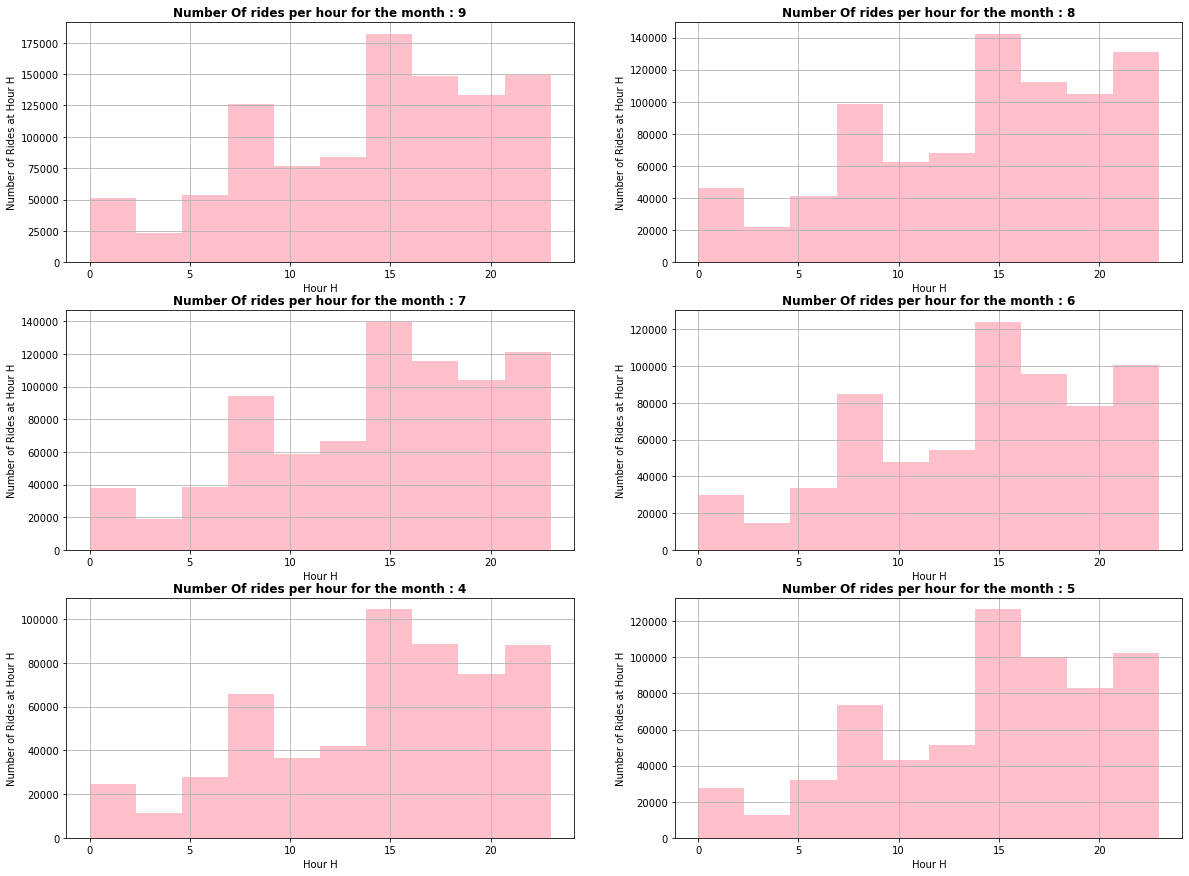 Number Of rides per hour for the month : 9
175000
150000
125000
100000
75000
50000
25000
0
Number of Rides at Hour H
0 5 10 15 20
Hour H
Number Of rides per hour for the month : 8
140000
120000
100000
80000
60000
40000
20000
0
Number of Rides at Hour H
0 5 10 15 20
Hour H
Number Of rides per hour for the month : 7
140000
120000
100000
80000
60000
40000
20000
0
Number of Rides at Hour H
0 5 10 15 20
Hour H
Number Of rides per hour for the month : 6
120000
100000
80000
60000
40000
20000
0
Number of Rides at Hour H
0 5 10 15 20
Hour H
Number Of rides per hour for the month : 4
100000
80000
60000
40000
20000
0
Number of Rides at Hour H
0 5 10 15 20
Hour H
Number Of rides per hour for the month : 5
120000
100000
80000
60000
40000
20000
0
Number of Rides at Hour H
0 5 10 15 20
Hour H